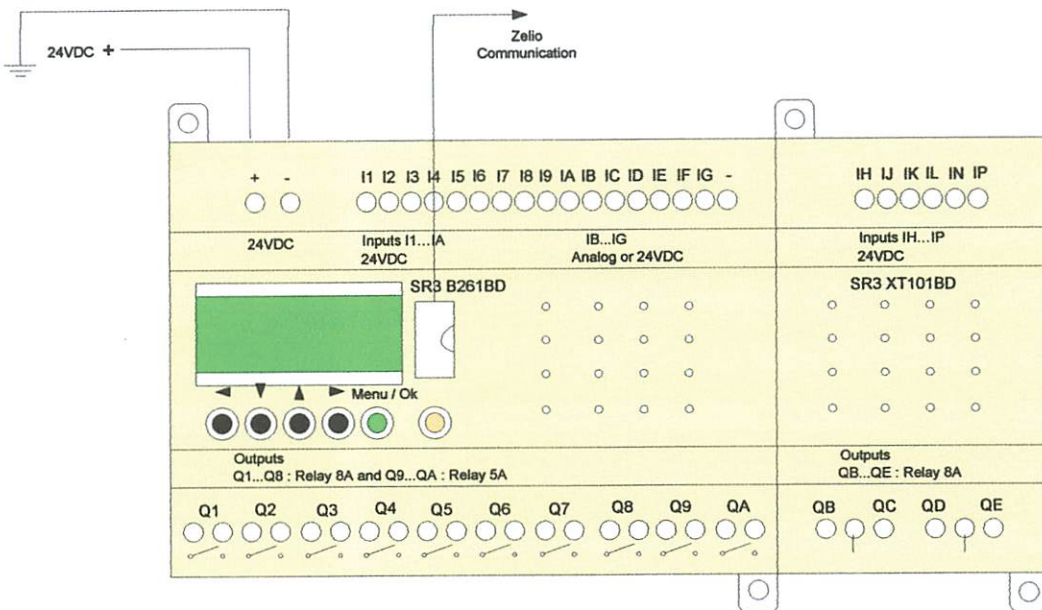 24VDC +
Zelio
Communication
+ -
I1 I2 I3 I4 I5 I6 I7 I8 I9 IA IB IC ID IE IF IG -
IH IJ IK IL IN IP
24VDC
Inputs I1...IA
24VDC
IB...IG
Analog or 24VDC
Inputs IH...IP
24VDC
SR3 B261BD
SR3 XT101BD
Menu / Ok
Outputs
Q1...Q8 : Relay 8A and Q9...QA : Relay 5A
Outputs
QB...QE : Relay 8A
Q1 Q2 Q3 Q4 Q5 Q6 Q7 Q8 Q9 QA
QB QC QD QE